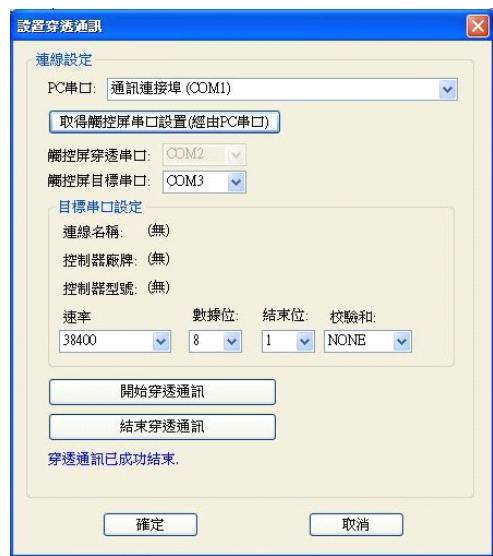 設置穿透通訊
連線設定
PC串口: 通訊連接埠 (COM1)
取得觸控屏串口設置(經由PC串口)
觸控屏穿透串口: COM2
觸控屏目標串口: COM3
目標串口設定
連線名稱: (無)
控制器廠牌: (無)
控制器型號: (無)
速率 數據位: 結束位: 校驗和:
38400 8 1 NONE
開始穿透通訊
結束穿透通訊
穿透通訊已成功結束.
確定 取消